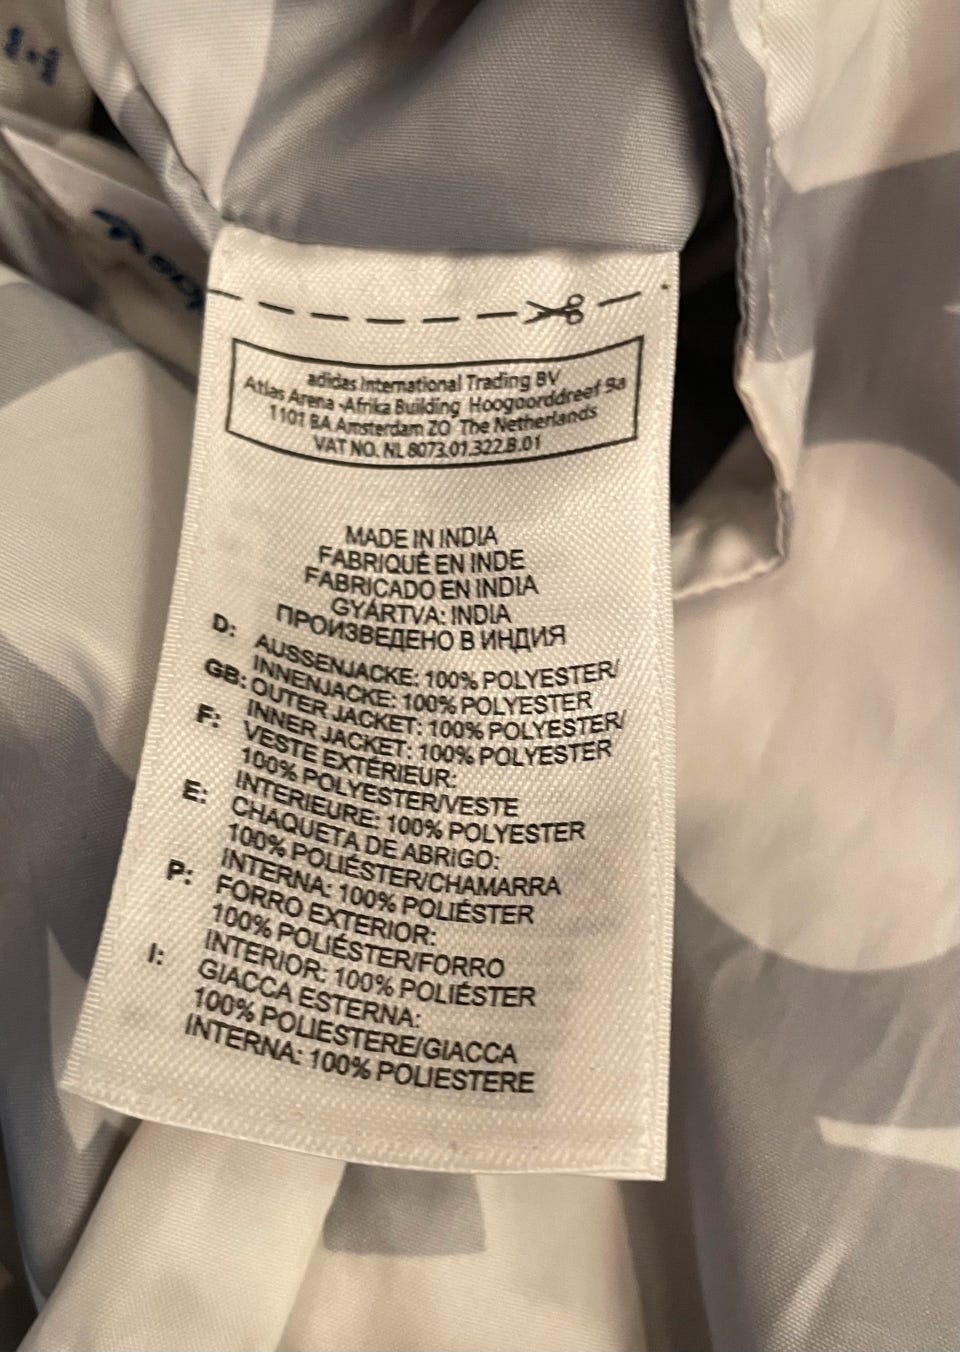 adidas International Trading BV
Atlas Arena -Afrika Building Hoogoorddreef 9a
1101 BA Amsterdam ZO The Netherlands
VAT NO. NL 8073.01.322.B.01
MADE IN INDIA
FABRIQUÉ EN INDE
FABRICADO EN INDIA
GYÁRTVA: INDIA
ПРОИЗВЕДЕНО В ИНДИЯ
D: AUSSENJACKE: 100% POLYESTER/
INNENJACKE: 100% POLYESTER
GB: OUTER JACKET: 100% POLYESTER/
INNER JACKET: 100% POLYESTER
F: VESTE EXTÉRIEUR:
100% POLYESTER/VESTE
INTERIEURE: 100% POLYESTER
E: CHAQUETA DE ABRIGO:
100% POLIÉSTER/CHAMARRA
INTERNA: 100% POLIÉSTER
P: FORRO EXTERIOR:
100% POLIÉSTER/FORRO
INTERIOR: 100% POLIÉSTER
I: GIACCA ESTERNA:
100% POLIESTERE/GIACCA
INTERNA: 100% POLIESTERE